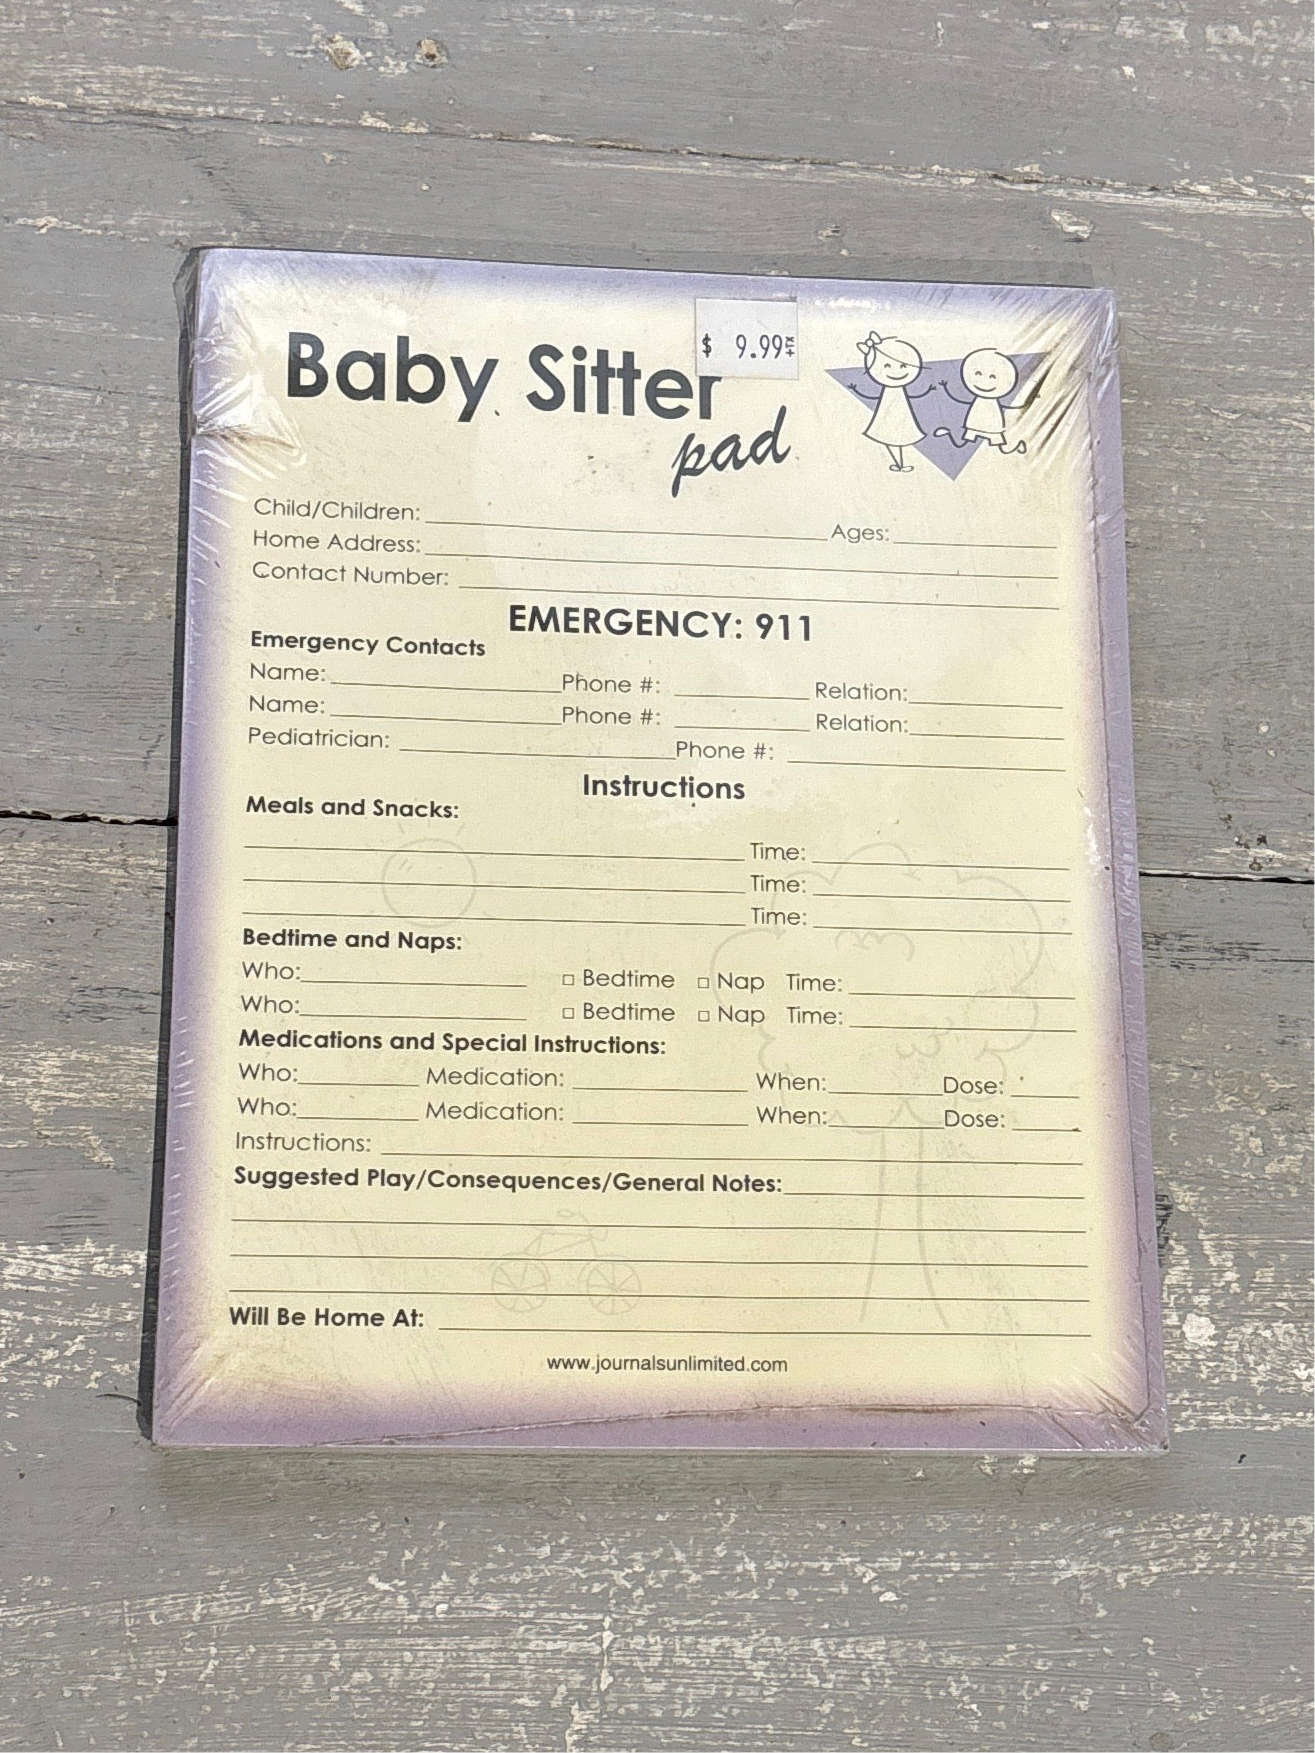 $ 9.99
Baby Sitter
pad
Child/Children: Ages:
Home Address:
Contact Number:
EMERGENCY: 911
Emergency Contacts
Name: Phone #: Relation:
Name: Phone #: Relation:
Pediatrician: Phone #:
Instructions
Meals and Snacks:
Time:
Time:
Time:
Bedtime and Naps:
Who: □ Bedtime □ Nap Time:
Who: □ Bedtime □ Nap Time:
Medications and Special Instructions:
Who: Medication: When: Dose:
Who: Medication: When: Dose:
Instructions:
Suggested Play/Consequences/General Notes:
Will Be Home At:
www.journalsunlimited.com